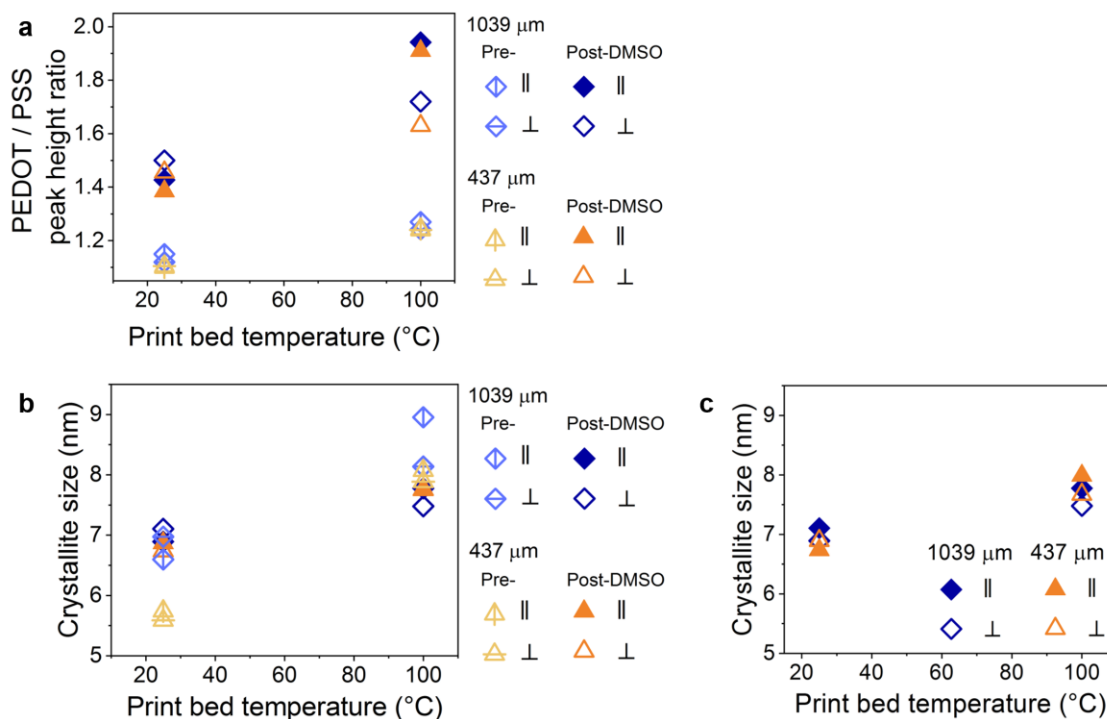 a
PEDOT / PSS
peak height ratio
2.0
1.8
1.6
1.4
1.2
20 40 60 80 100
Print bed temperature (°C)
1039 μm
Pre- Post-DMSO
∥ ∥
⊥ ⊥
437 μm
Pre- Post-DMSO
∥ ∥
⊥ ⊥
b
Crystallite size (nm)
9
8
7
6
5
20 40 60 80 100
Print bed temperature (°C)
1039 μm
Pre- Post-DMSO
∥ ∥
⊥ ⊥
437 μm
Pre- Post-DMSO
∥ ∥
⊥ ⊥
c
Crystallite size (nm)
9
8
7
6
5
1039 μm 437 μm
∥ ∥
⊥ ⊥
20 40 60 80 100
Print bed temperature (°C)